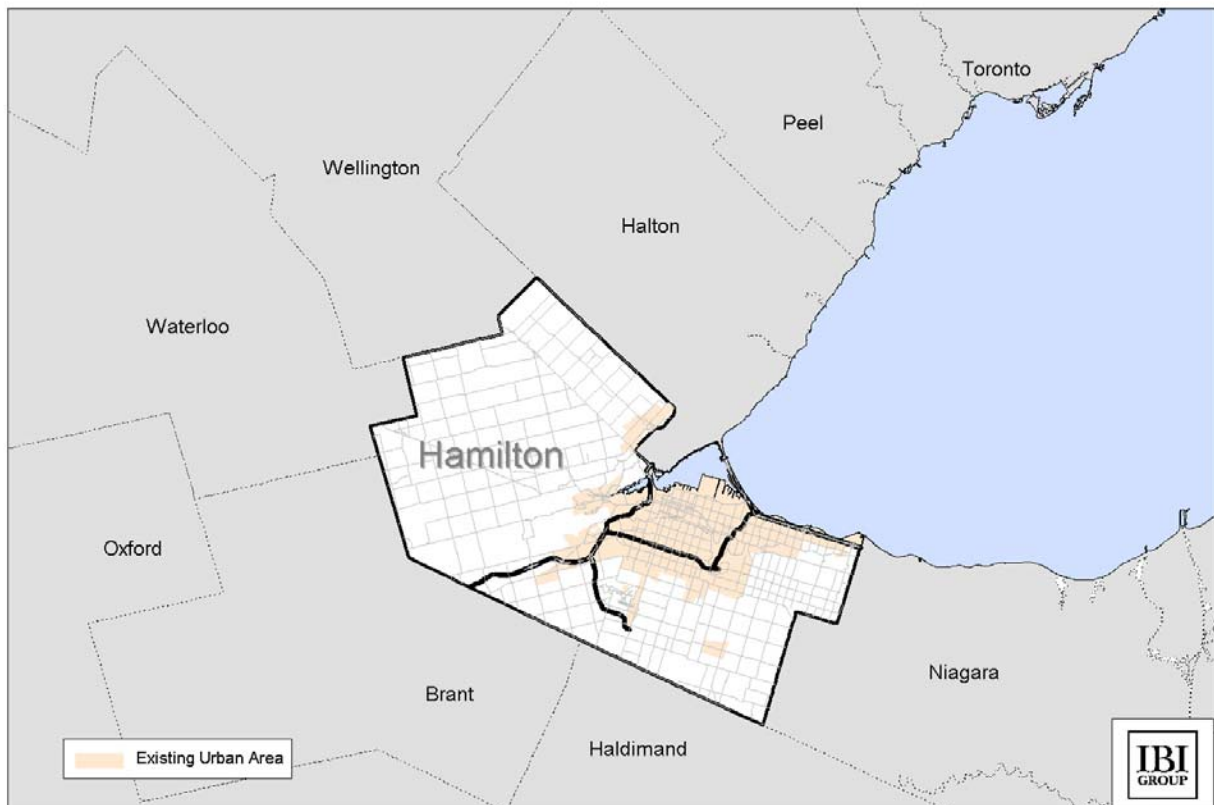 Toronto
Peel
Wellington
Halton
Waterloo
Hamilton
Oxford
Niagara
Brant
Haldimand
Existing Urban Area
IBI
GROUP